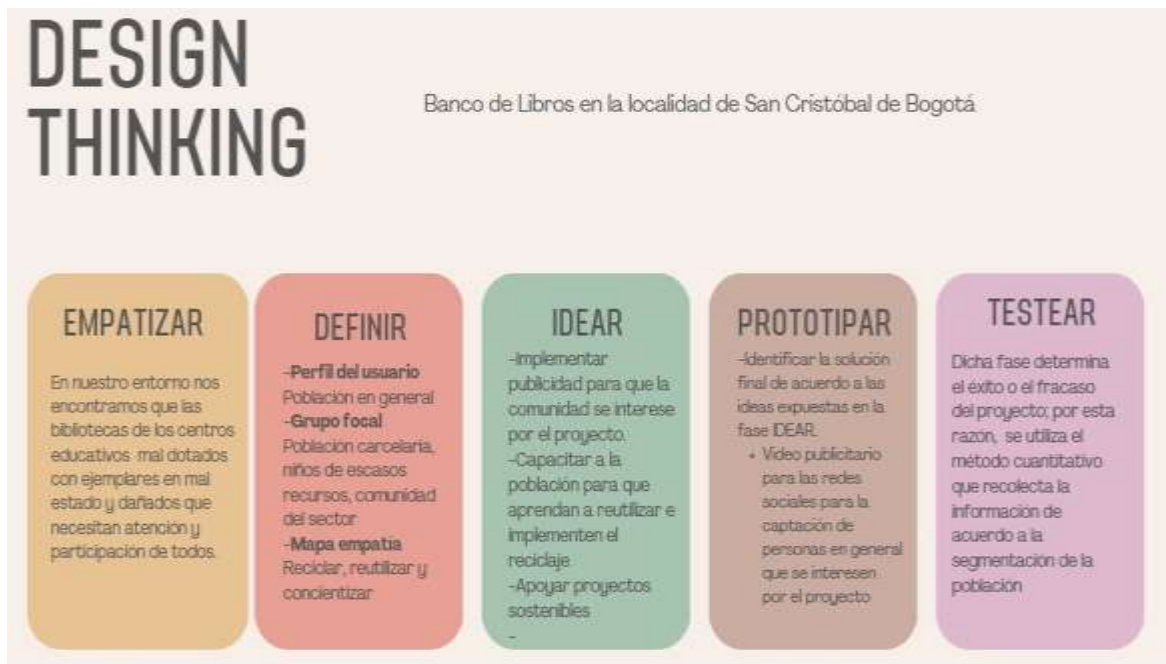 DESIGN
THINKING
Banco de Libros en la localidad de San Cristóbal de Bogotá
EMPATIZAR
En nuestro entorno nos
encontramos que las
bibliotecas de los centros
educativos mal dotados
con ejemplares en mal
estado y dañados que
necesitan atención y
participación de todos.
DEFINIR
-Perfil del usuario
Población en general
-Grupo focal
Población carcelaria,
niños de escasos
recursos, comunidad
del sector
-Mapa empatía
Reciclar, reutilizar y
concientizar
IDEAR
-Implementar
publicidad para que la
comunidad se interese
por el proyecto.
-Capacitar a la
población para que
aprendan a reutilizar e
implementen el
reciclaje
-Apoyar proyectos
sostenibles
-
PROTOTIPAR
-Identificar la solución
final de acuerdo a las
ideas expuestas en la
fase IDEAR.
• Video publicitario
para las redes
sociales para la
captación de
personas en general
que se interesen
por el proyecto
TESTEAR
Dicha fase determina
el éxito o el fracaso
del proyecto; por esta
razón, se utiliza el
método cuantitativo
que recolecta la
información de
acuerdo a la
segmentación de la
población